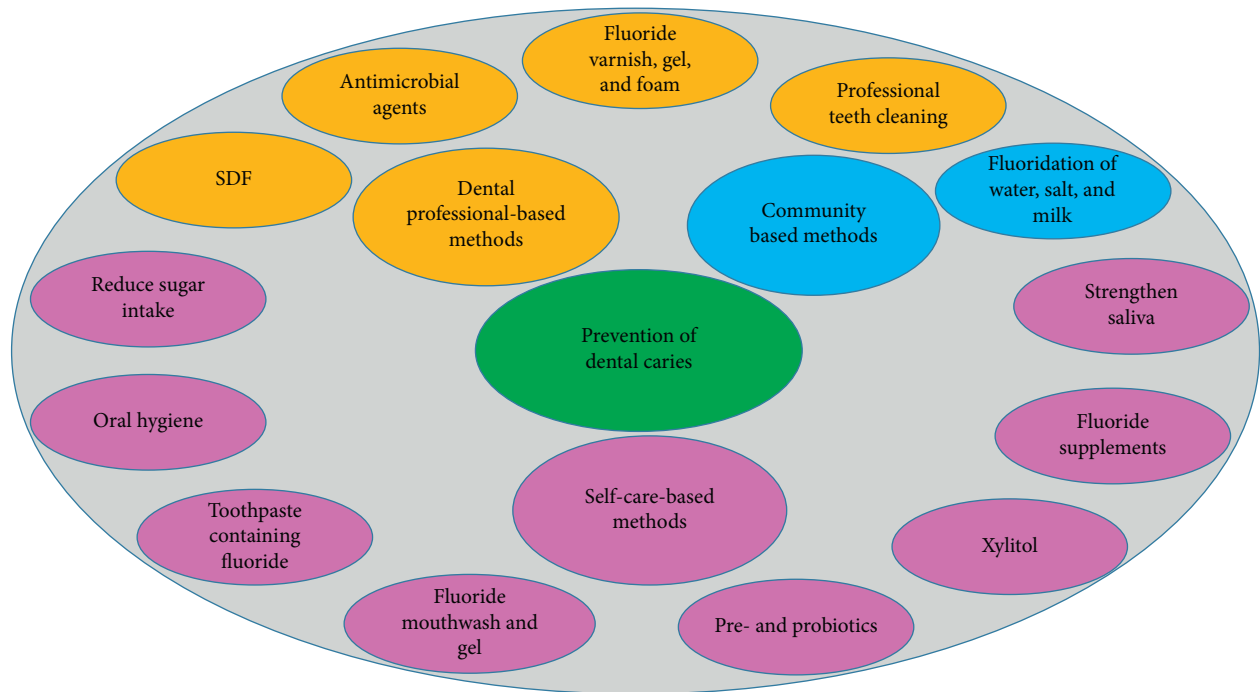 Fluoride
varnish, gel,
and foam
Antimicrobial
agents
Professional
teeth cleaning
SDF
Dental
professional-based
methods
Community
based methods
Fluoridation of
water, salt, and
milk
Reduce sugar
intake
Prevention of
dental caries
Strengthen
saliva
Oral hygiene
Fluoride
supplements
Self-care-based
methods
Toothpaste
containing
fluoride
Xylitol
Fluoride
mouthwash and
gel
Pre- and probiotics